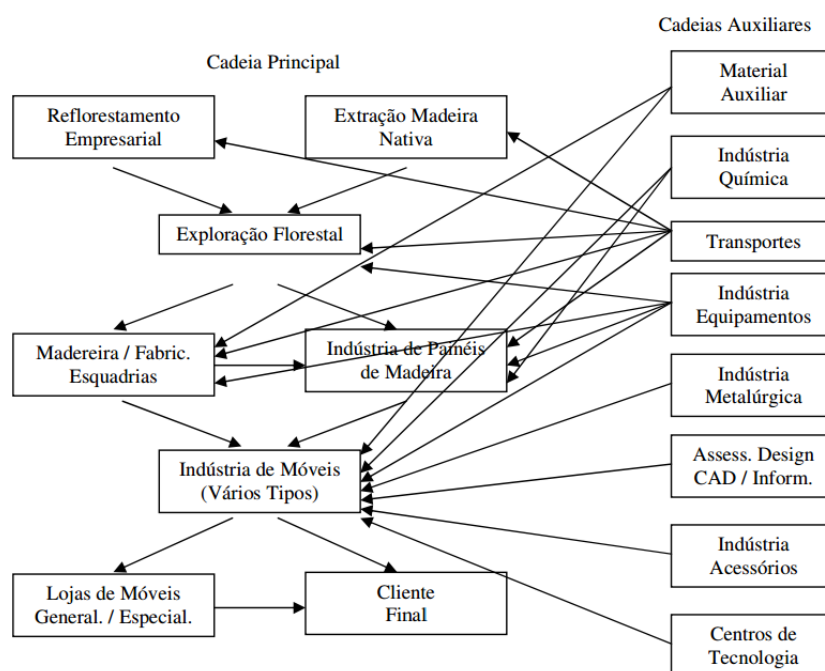 Cadeias Auxiliares
Cadeia Principal
Material
Auxiliar
Reflorestamento
Empresarial
Extração Madeira
Nativa
Indústria
Química
Exploração Florestal
Transportes
Indústria
Equipamentos
Madereira / Fabric.
Esquadrias
Indústria de Painéis
de Madeira
Indústria
Metalúrgica
Indústria de Móveis
(Vários Tipos)
Assess. Design
CAD / Inform.
Indústria
Acessórios
Lojas de Móveis
General. / Especial.
Cliente
Final
Centros de
Tecnologia